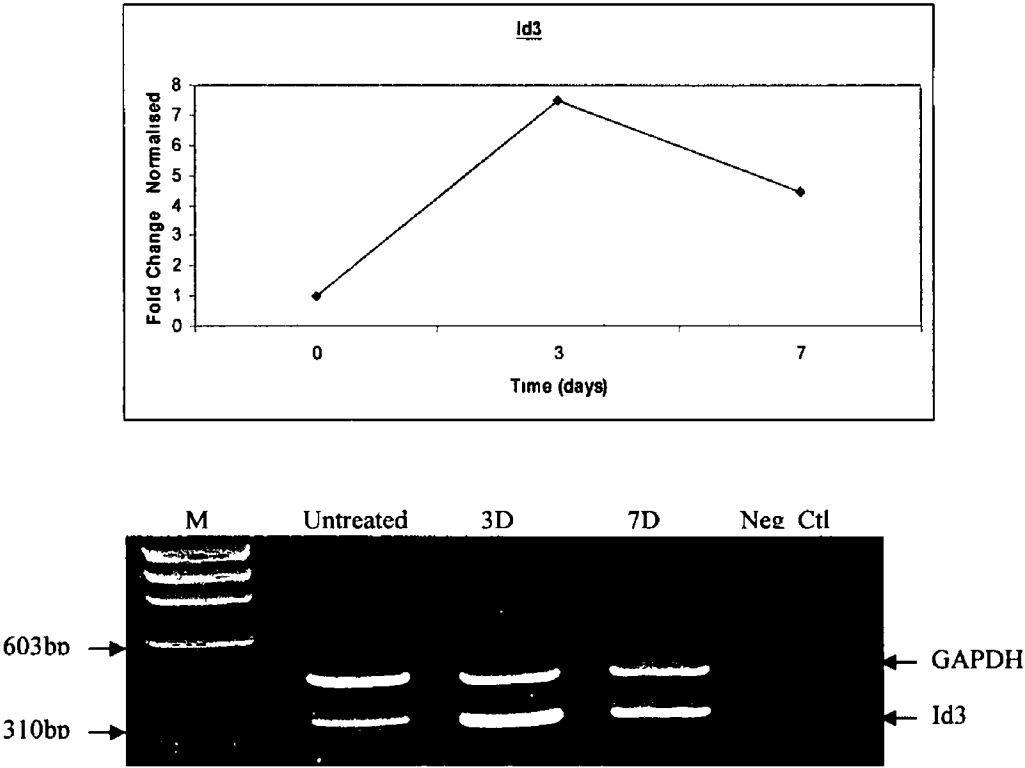 Id3
Fold Change Normalised
8
7
6
5
4
3
2
1
0
0 3 7
Time (days)
M Untreated 3D 7D Neg Ctl
603bp
GAPDH
310bp
Id3